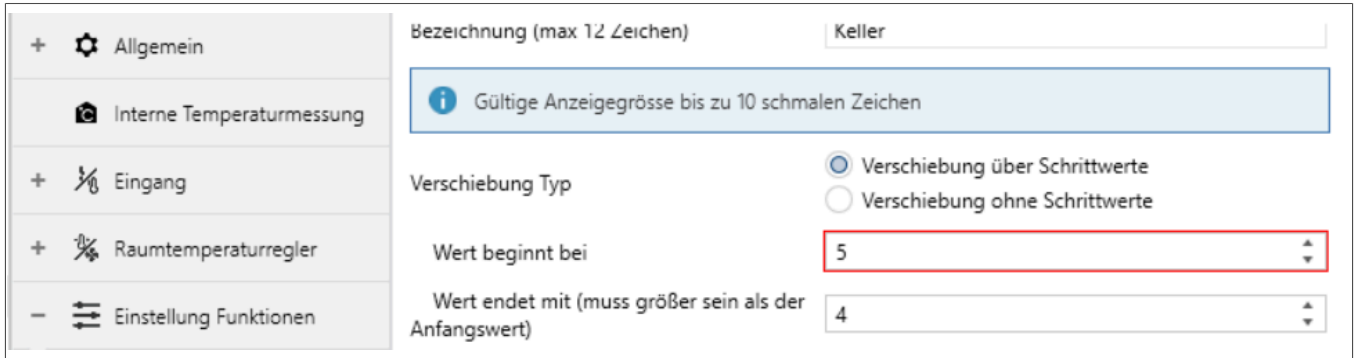 Allgemein
Interne Temperaturmessung
Eingang
Raumtemperaturregler
Einstellung Funktionen
Bezeichnung (max 12 Zeichen)
Keller
Gültige Anzeigegrösse bis zu 10 schmalen Zeichen
Verschiebung Typ
Verschiebung über Schrittwerte
Verschiebung ohne Schrittwerte
Wert beginnt bei
5
Wert endet mit (muss größer sein als der
Anfangswert)
4